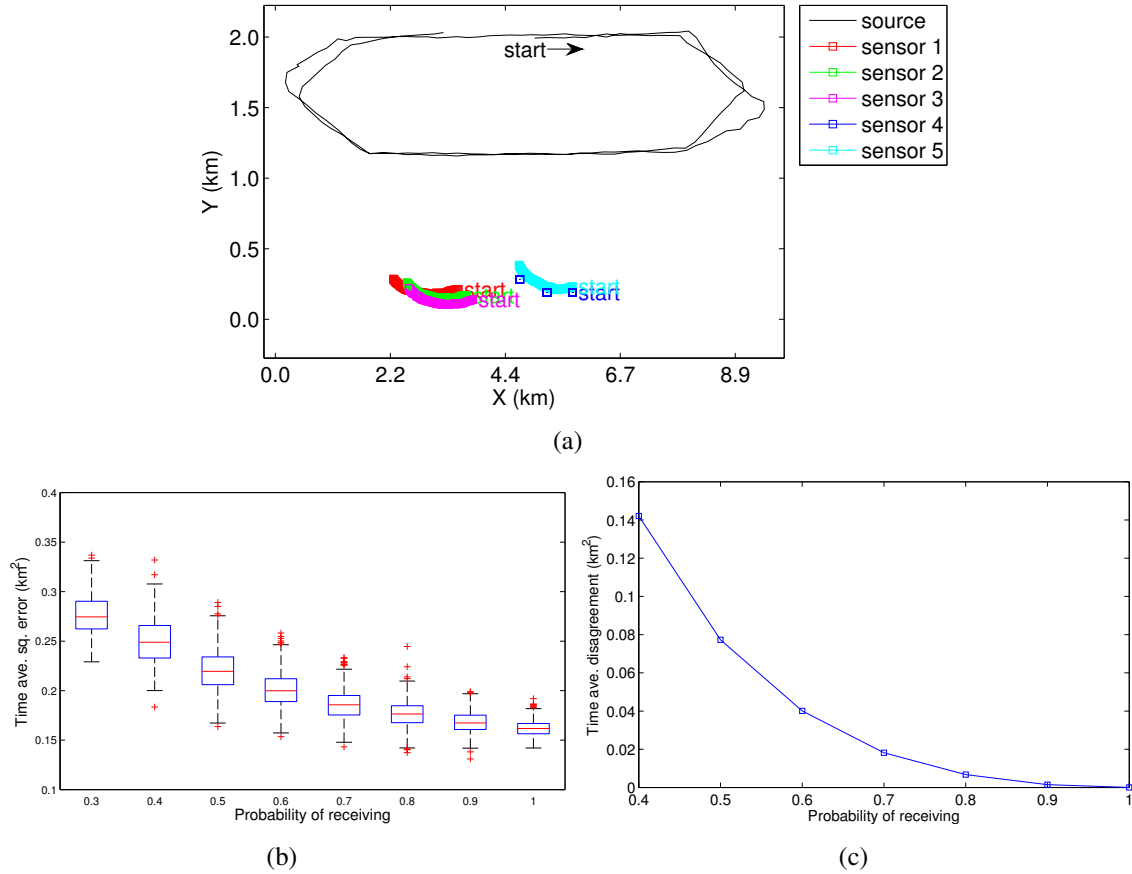 2.0
1.5
1.0
0.5
0.0
Y (km)
start
start
start
start
start
0.0 2.2 4.4 6.7 8.9
X (km)
source
sensor 1
sensor 2
sensor 3
sensor 4
sensor 5
(a)
0.4
0.35
0.3
0.25
0.2
0.15
0.1
Time ave. sq. error (km²)
0.3 0.4 0.5 0.6 0.7 0.8 0.9 1
Probability of receiving
(b)
0.16
0.14
0.12
0.1
0.08
0.06
0.04
0.02
0
Time ave. disagreement (km²)
0.4 0.5 0.6 0.7 0.8 0.9 1
Probability of receiving
(c)